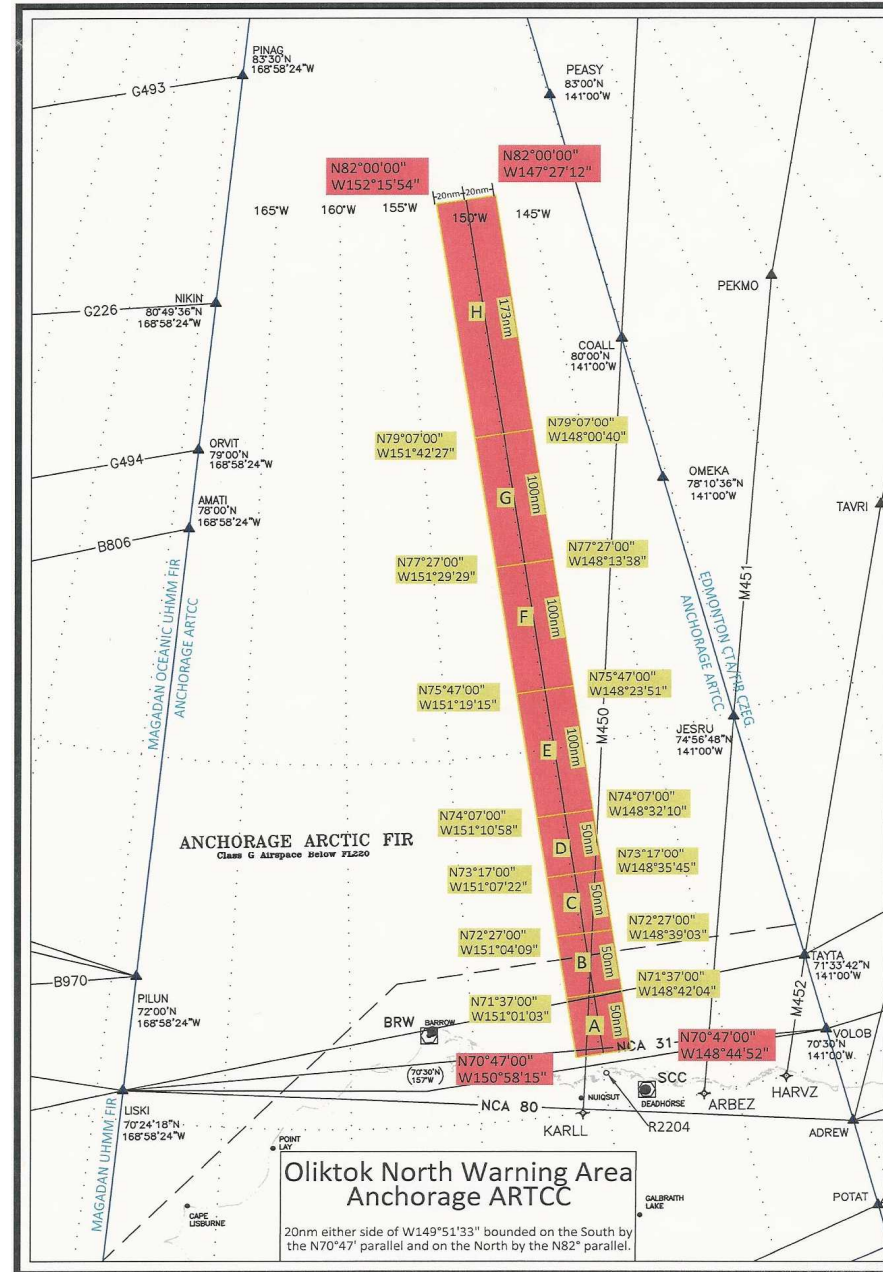 PINAG
83°30'N
168°58'24"W
G493
PEASY
83°00'N
141°00'W
N82°00'00"
W152°15'54"
N82°00'00"
W147°27'12"
20nm 20nm
165°W 160°W 155°W 150°W 145°W
PEKMO
NIKIN
80°49'36"N
168°58'24"W
G226
H
173nm
COALL
80°00'N
141°00'W
N79°07'00"
W151°42'27"
N79°07'00"
W148°00'40"
ORVIT
79°00'N
168°58'24"W
G494
OMEKA
78°10'36"N
141°00'W
AMATI
78°00'N
168°58'24"W
G
100nm
TAVRI
B806
N77°27'00"
W151°29'29"
N77°27'00"
W148°13'38"
M451
EDMONTON CTA/FIR CZEG
ANCHORAGE ARTCC
MAGADAN OCEANIC UHMM FIR
ANCHORAGE ARTCC
F
100nm
N75°47'00"
W151°19'15"
N75°47'00"
W148°23'51"
M450
JESRU
74°56'48"N
141°00'W
E
100nm
N74°07'00"
W151°10'58"
N74°07'00"
W148°32'10"
ANCHORAGE ARCTIC FIR
Class G Airspace Below FL220
D
50nm
N73°17'00"
W151°07'22"
N73°17'00"
W148°35'45"
C
50nm
N72°27'00"
W151°04'09"
N72°27'00"
W148°39'03"
B
50nm
TAYTA
71°33'42"N
141°00'W
B970
PILUN
72°00'N
168°58'24"W
N71°37'00"
W151°01'03"
N71°37'00"
W148°42'04"
M452
A
50nm
BRW
BARROW
NCA 31
VOLOB
70°30'N
141°00'W
N70°47'00"
W150°58'15"
N70°47'00"
W148°44'52"
70°30'N
157°W
SCC
DEADHORSE
NUIQSUT
ARBEZ
HARVZ
LISKI
70°24'18"N
168°58'24"W
NCA 80
KARLL
R2204
ADREW
MAGADAN UHMM FIR
POINT
LAY
CAPE
LISBURNE
GALBRAITH
LAKE
POTAT
Oliktok North Warning Area
Anchorage ARTCC
20nm either side of W149°51'33" bounded on the South by
the N70°47' parallel and on the North by the N82° parallel.